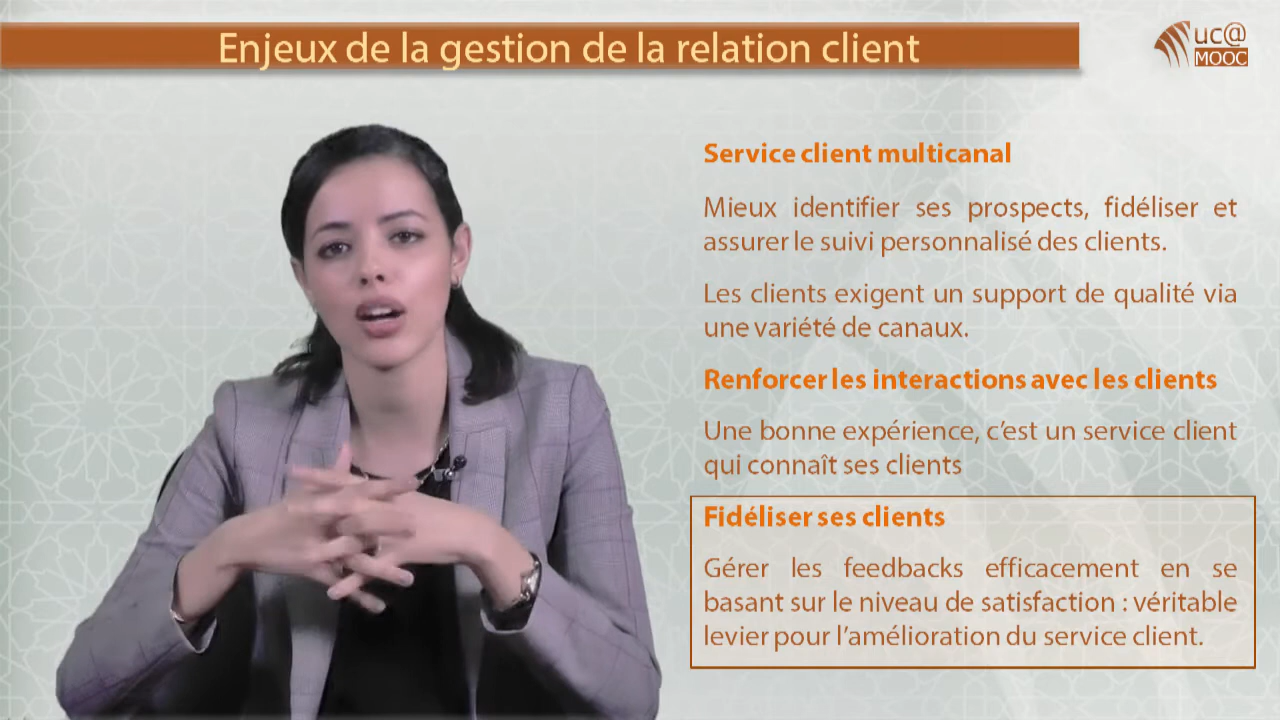 Enjeux de la gestion de la relation client
uc@
MOOC
Service client multicanal
Mieux identifier ses prospects, fidéliser et
assurer le suivi personnalisé des clients.
Les clients exigent un support de qualité via
une variété de canaux.
Renforcer les interactions avec les clients
Une bonne expérience, c’est un service client
qui connaît ses clients
Fidéliser ses clients
Gérer les feedbacks efficacement en se
basant sur le niveau de satisfaction : véritable
levier pour l’amélioration du service client.